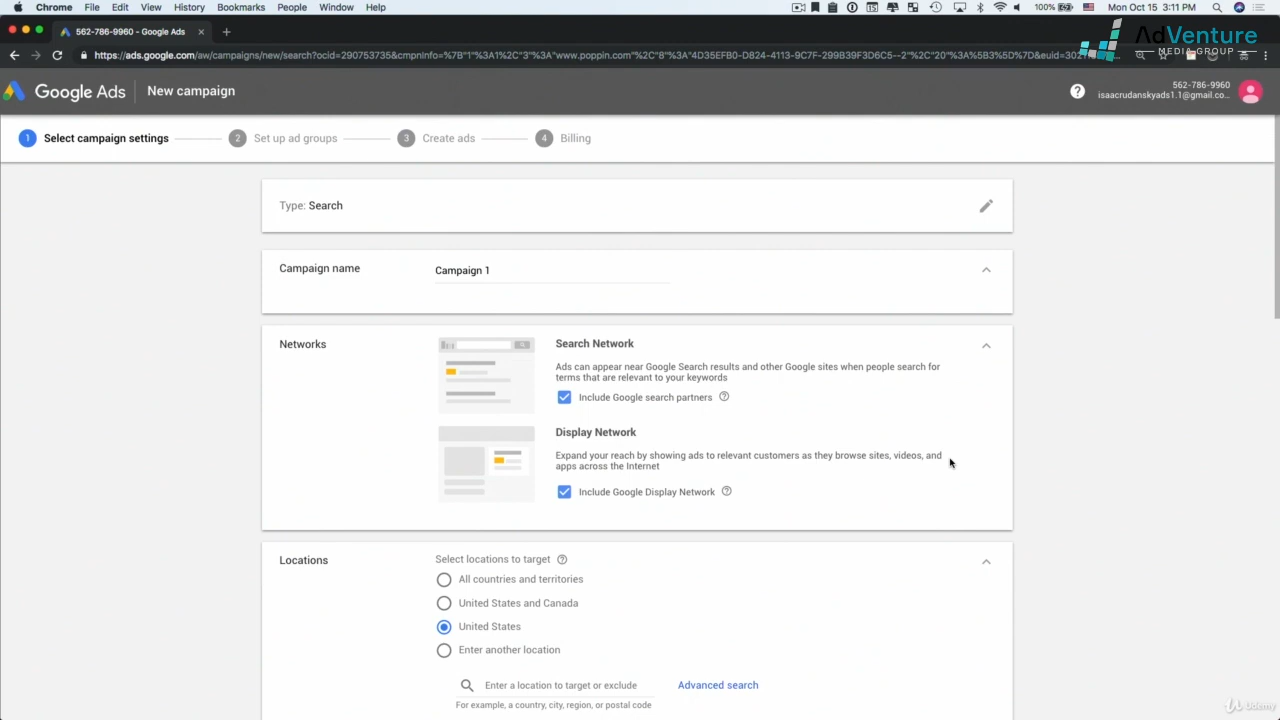 Chrome File Edit View History Bookmarks People Window Help
100% Mon Oct 15 3:11 PM
562-786-9960 - Google Ads
AdVenture
MEDIA GROUP
https://ads.google.com/aw/campaigns/new/search?ocid=290753735&cmpnInfo=%7B"1"%3A1%2C"3"%3A"www.poppin.com"%2C"8"%3A"4D35EFB0-D824-4113-9C7F-299B39F3D6C5--2"%2C"20"%3A%5B3%5D%7D&euid=302
Google Ads New campaign
562-786-9960
isaacrudanskyads1.1@gmail.co...
1 Select campaign settings 2 Set up ad groups 3 Create ads 4 Billing
Type: Search
Campaign name Campaign 1
Networks
Search Network
Ads can appear near Google Search results and other Google sites when people search for
terms that are relevant to your keywords
Include Google search partners
Display Network
Expand your reach by showing ads to relevant customers as they browse sites, videos, and
apps across the Internet
Include Google Display Network
Locations
Select locations to target
All countries and territories
United States and Canada
United States
Enter another location
Enter a location to target or exclude Advanced search
For example, a country, city, region, or postal code
Udemy